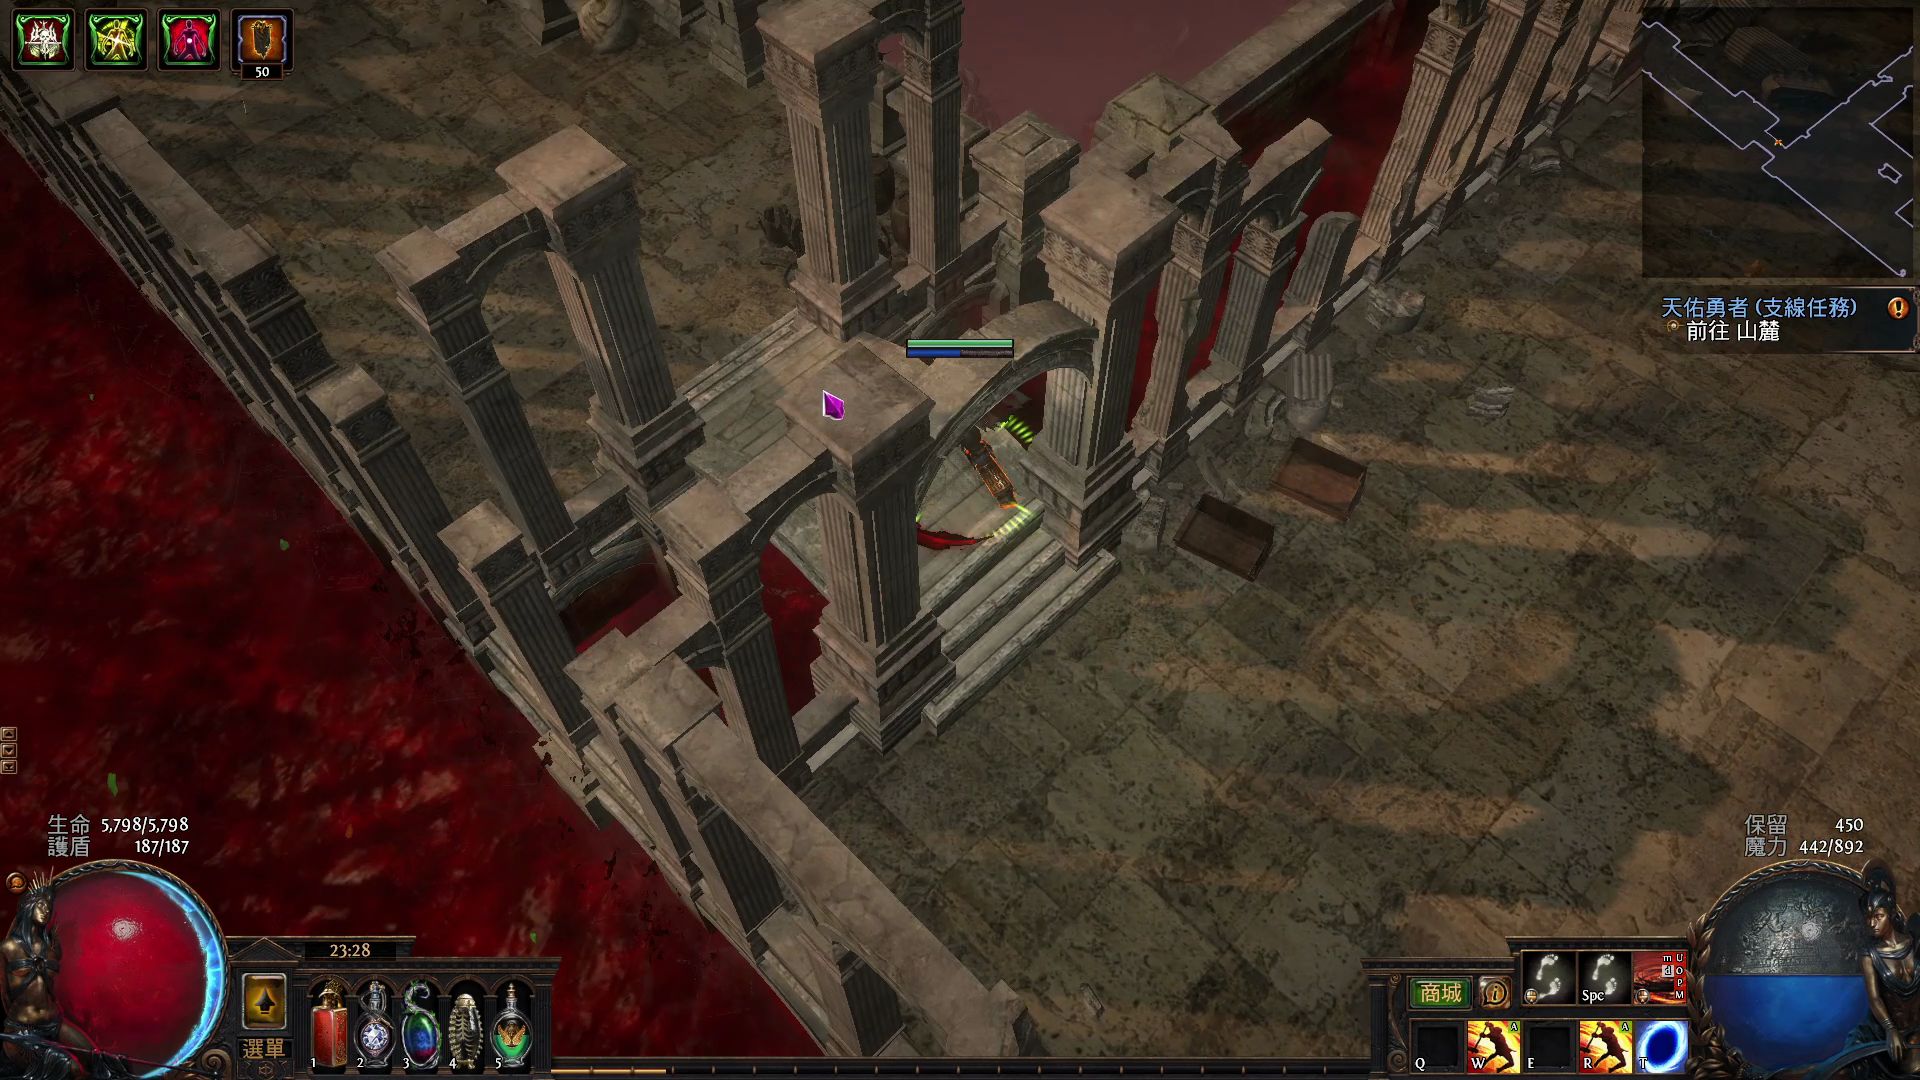 50
天佑勇者 (支線任務)
前往 山麓
生命 5,798/5,798
護盾 187/187
保留 450
魔力 442/892
23:28
選單
1
2
3
4
5
商城
Spc
Q
W
A
E
R
A
T